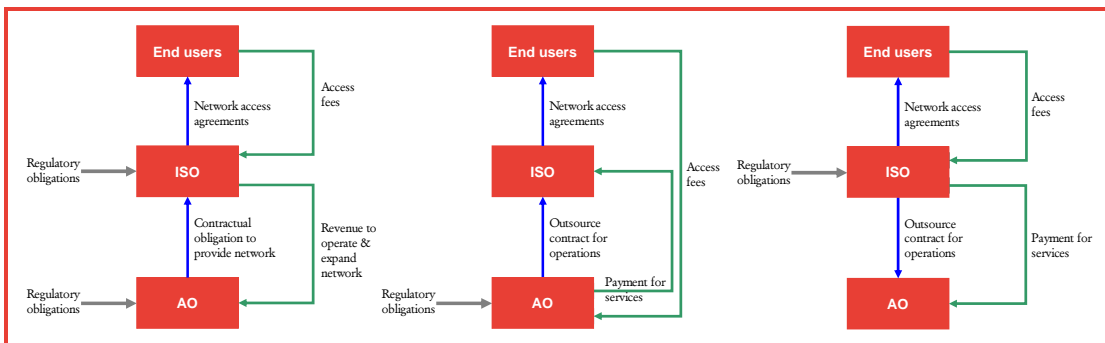 End users
Access
fees
Network access
agreements
Regulatory
obligations
ISO
Contractual
obligation to
provide network
Revenue to
operate &
expand
network
Regulatory
obligations
AO
End users
Network access
agreements
Access
fees
ISO
Outsource
contract for
operations
Payment for
services
Regulatory
obligations
AO
End users
Access
fees
Network access
agreements
Regulatory
obligations
ISO
Outsource
contract for
operations
Payment for
services
AO